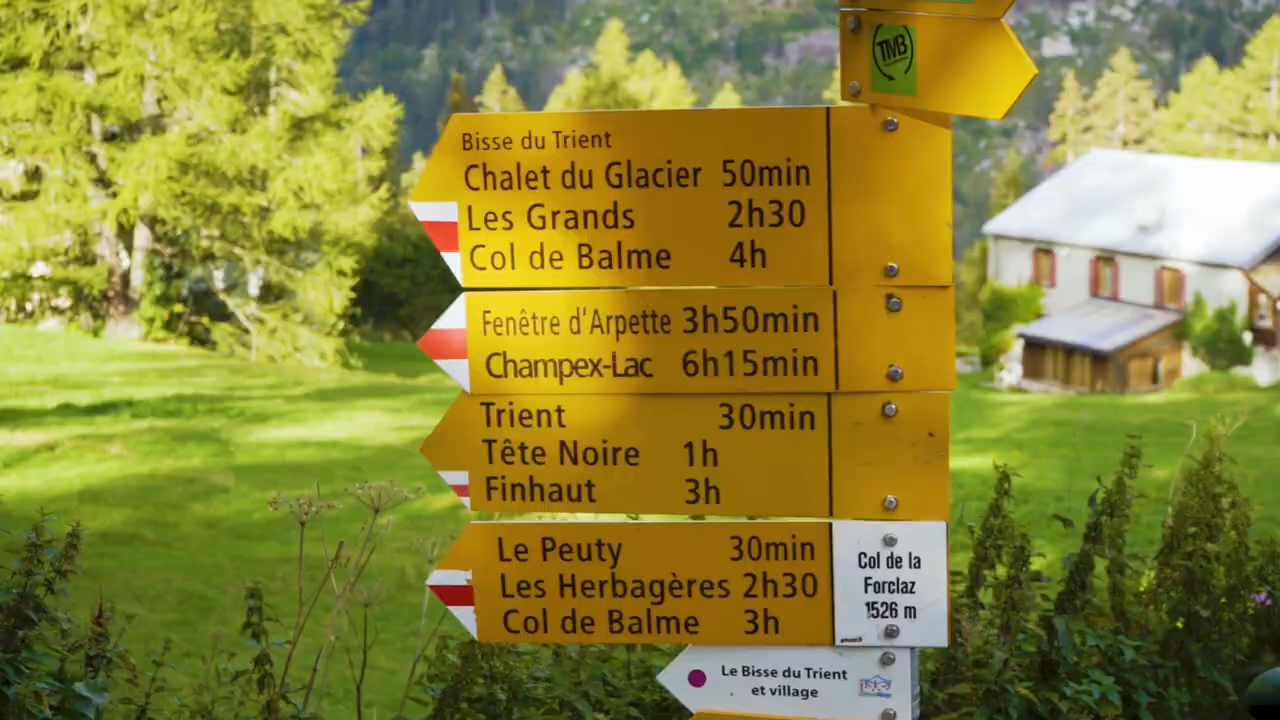 TMB
Bisse du Trient
Chalet du Glacier 50min
Les Grands 2h30
Col de Balme 4h
Fenêtre d'Arpette 3h50min
Champex-Lac 6h15min
Trient 30min
Tête Noire 1h
Finhaut 3h
Le Peuty 30min
Les Herbagères 2h30
Col de Balme 3h
Col de la
Forclaz
1526 m
Le Bisse du Trient
et village